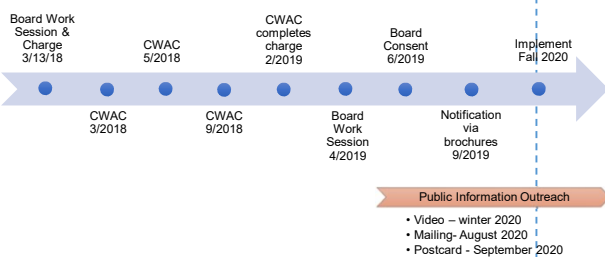 Board Work
Session &
Charge
3/13/18
CWAC
3/2018
CWAC
5/2018
CWAC
9/2018
CWAC
completes
charge
2/2019
Board
Work
Session
4/2019
Board
Consent
6/2019
Notification
via
brochures
9/2019
Implement
Fall 2020
Public Information Outreach
• Video – winter 2020
• Mailing- August 2020
• Postcard - September 2020